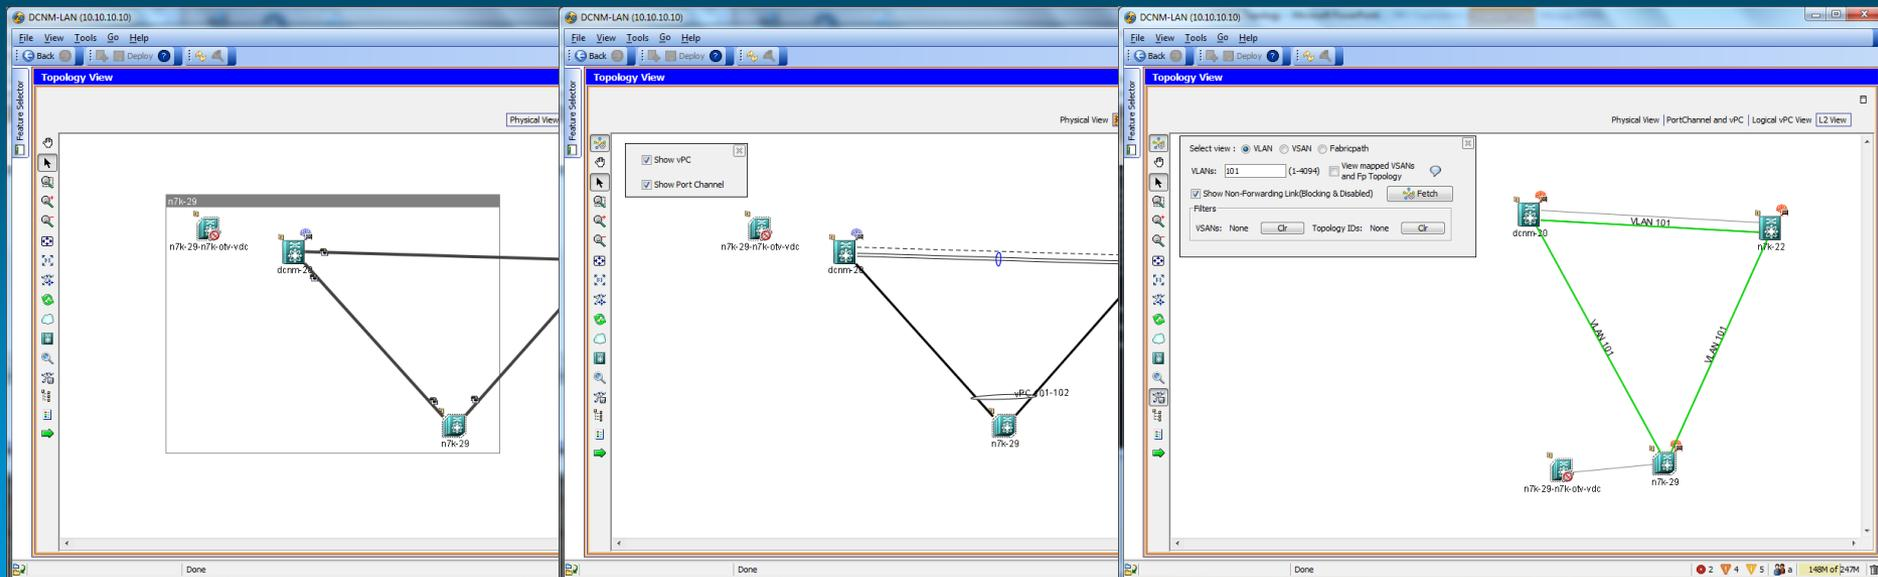 DCNM-LAN (10.10.10.10)
File View Tools Go Help
Back Deploy
Feature Selector
Topology View
Physical View
n7k-29
n7k-29-n7k-otv-vdc
dcnm-20
n7k-29
Done
DCNM-LAN (10.10.10.10)
File View Tools Go Help
Back Deploy
Feature Selector
Topology View
Physical View
Show vPC
Show Port Channel
n7k-29-n7k-otv-vdc
dcnm-20
vPC 101-102
n7k-29
Done
DCNM-LAN (10.10.10.10)
File View Tools Go Help
Back Deploy
Feature Selector
Topology View
Physical View PortChannel and vPC Logical vPC View L2 View
Select view : VLAN VSAN Fabricpath
VLANs: 101 (1-4094) View mapped VSANs
and Fp Topology
Show Non-Forwarding Link(Blocking & Disabled) Fetch
Filters
VSANs: None Clr Topology IDs: None Clr
dcnm-20
VLAN 101
n7k-22
VLAN 101
VLAN 101
n7k-29-n7k-otv-vdc
n7k-29
Done
2 4 5 a 148M of 247M